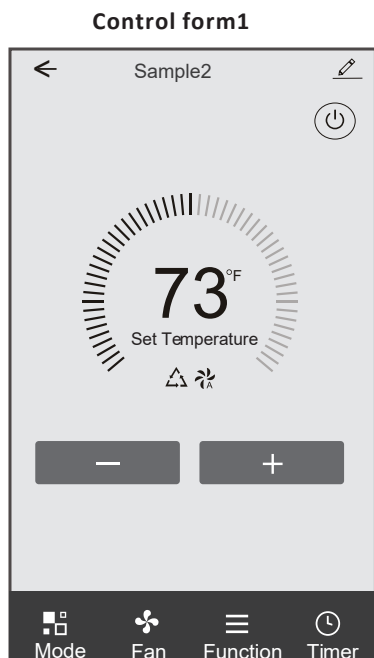 Control form1
Sample2
73°F
Set Temperature
A
− +
Mode Fan Function Timer